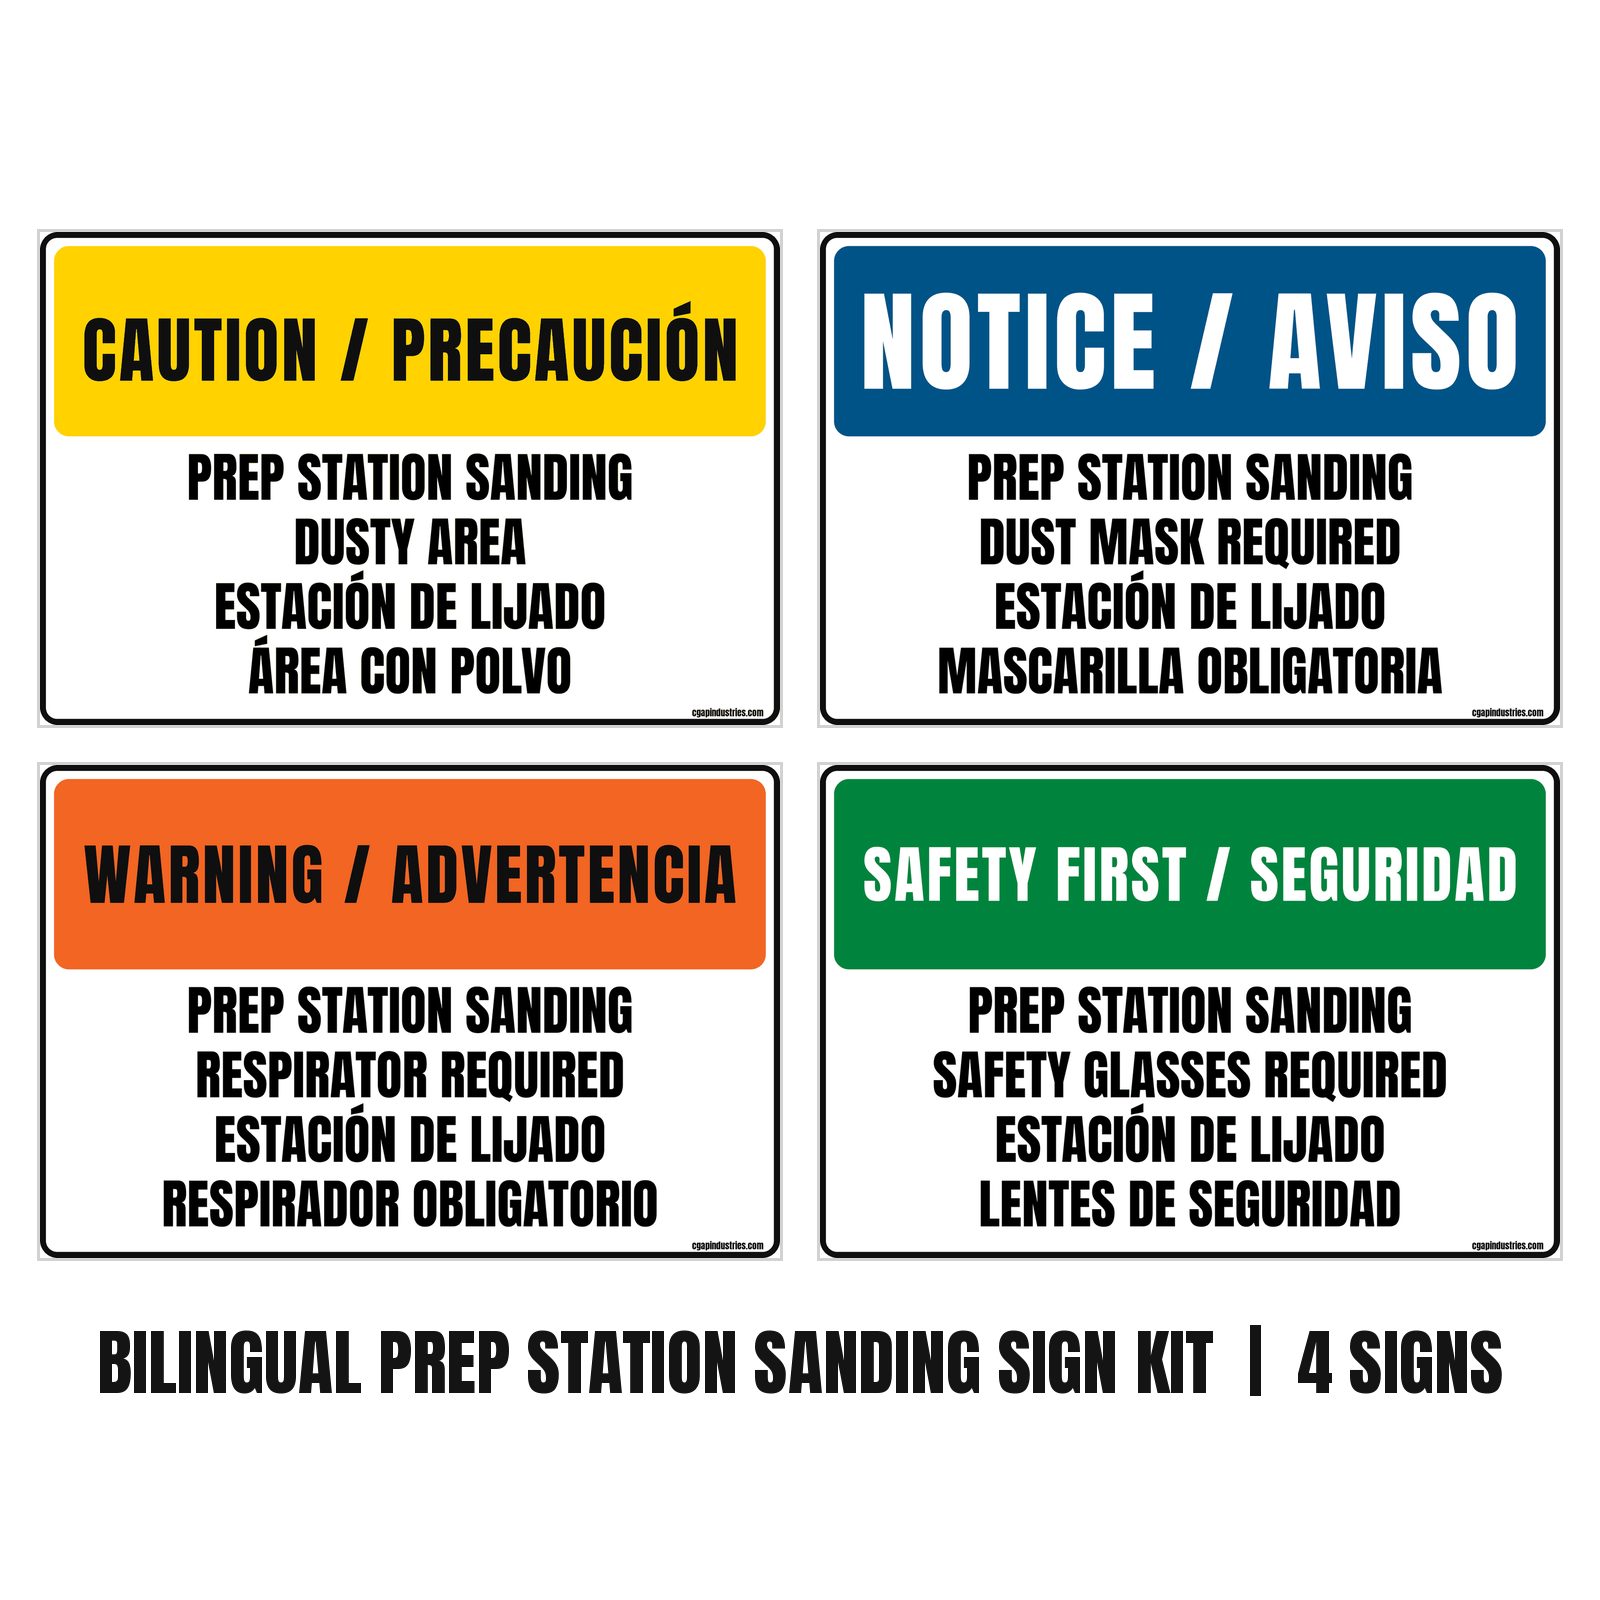 CAUTION / PRECAUCIÓN
PREP STATION SANDING
DUSTY AREA
ESTACIÓN DE LIJADO
ÁREA CON POLVO
cgapindustries.com
NOTICE / AVISO
PREP STATION SANDING
DUST MASK REQUIRED
ESTACIÓN DE LIJADO
MASCARILLA OBLIGATORIA
cgapindustries.com
WARNING / ADVERTENCIA
PREP STATION SANDING
RESPIRATOR REQUIRED
ESTACIÓN DE LIJADO
RESPIRADOR OBLIGATORIO
cgapindustries.com
SAFETY FIRST / SEGURIDAD
PREP STATION SANDING
SAFETY GLASSES REQUIRED
ESTACIÓN DE LIJADO
LENTES DE SEGURIDAD
cgapindustries.com
BILINGUAL PREP STATION SANDING SIGN KIT | 4 SIGNS